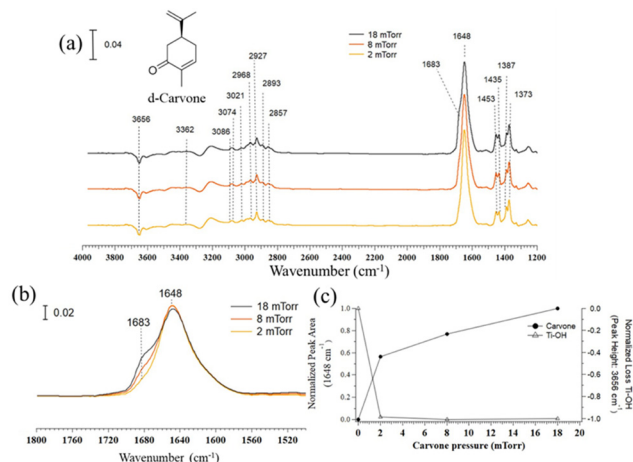 (a)
0.04
O
d-Carvone
18 mTorr
8 mTorr
2 mTorr
3656
3362
3086
3074
3021
2968
2927
2893
2857
1683
1648
1453
1435
1387
1373
4000 3800 3600 3400 3200 3000 2800 2600 2400 2200 2000 1800 1600 1400 1200
Wavenumber (cm-1)
(b)
0.02
1683
1648
18 mTorr
8 mTorr
2 mTorr
1800 1760 1720 1680 1640 1600 1560 1520
Wavenumber (cm-1)
(c)
Normalized Peak Area
(1648 cm-1)
1.0
0.8
0.6
0.4
0.2
0.0
Carvone
Ti-OH
0.0
-0.2
-0.4
-0.6
-0.8
-1.0
Normalized Loss Ti-OH
(Peak Height: 3656 cm-1)
0 2 4 6 8 10 12 14 16 18 20
Carvone pressure (mTorr)